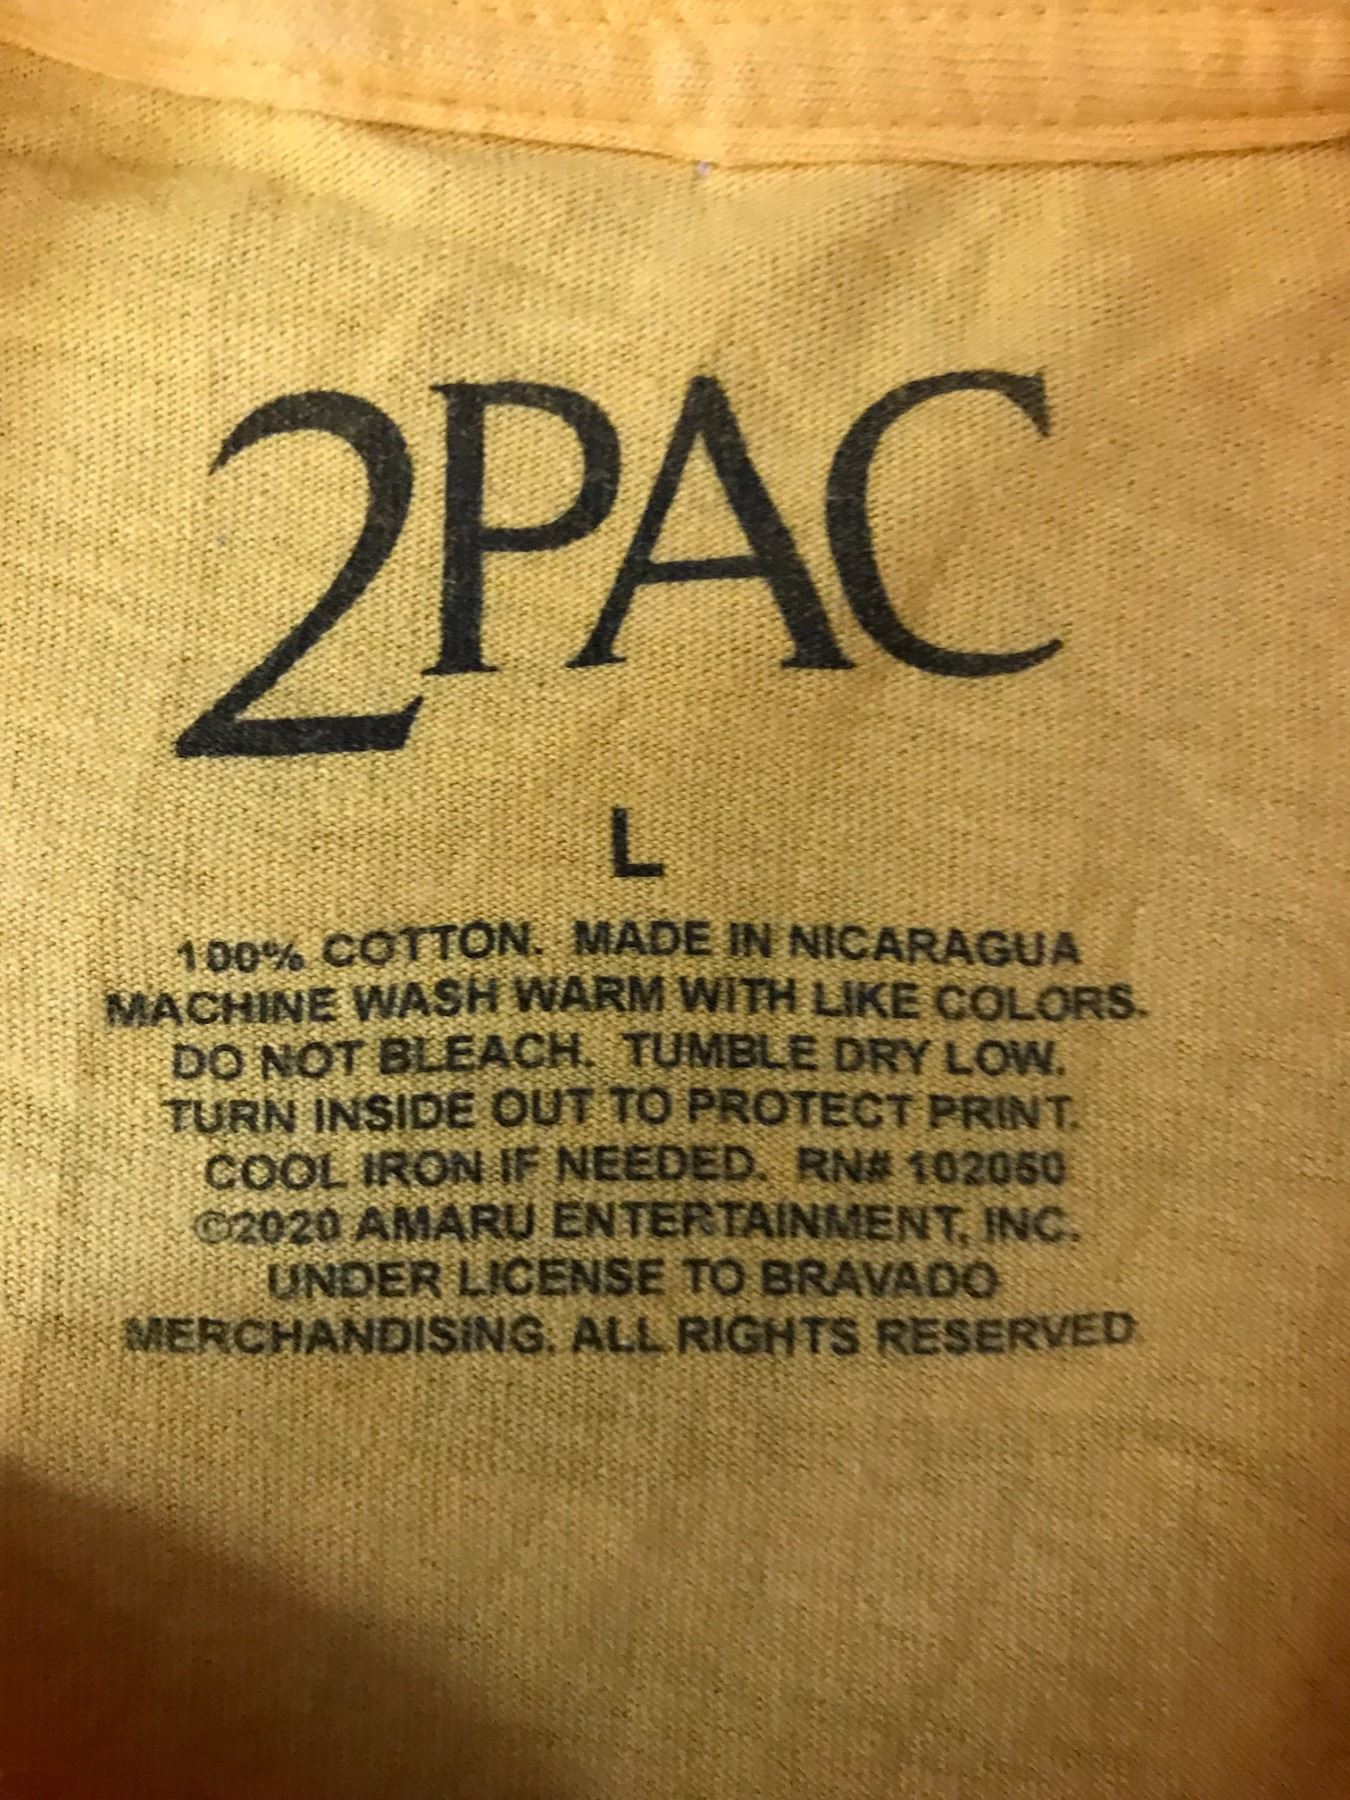 2PAC
L
100% COTTON. MADE IN NICARAGUA
MACHINE WASH WARM WITH LIKE COLORS.
DO NOT BLEACH. TUMBLE DRY LOW.
TURN INSIDE OUT TO PROTECT PRINT.
COOL IRON IF NEEDED. RN# 102050
©2020 AMARU ENTERTAINMENT, INC.
UNDER LICENSE TO BRAVADO
MERCHANDISING. ALL RIGHTS RESERVED